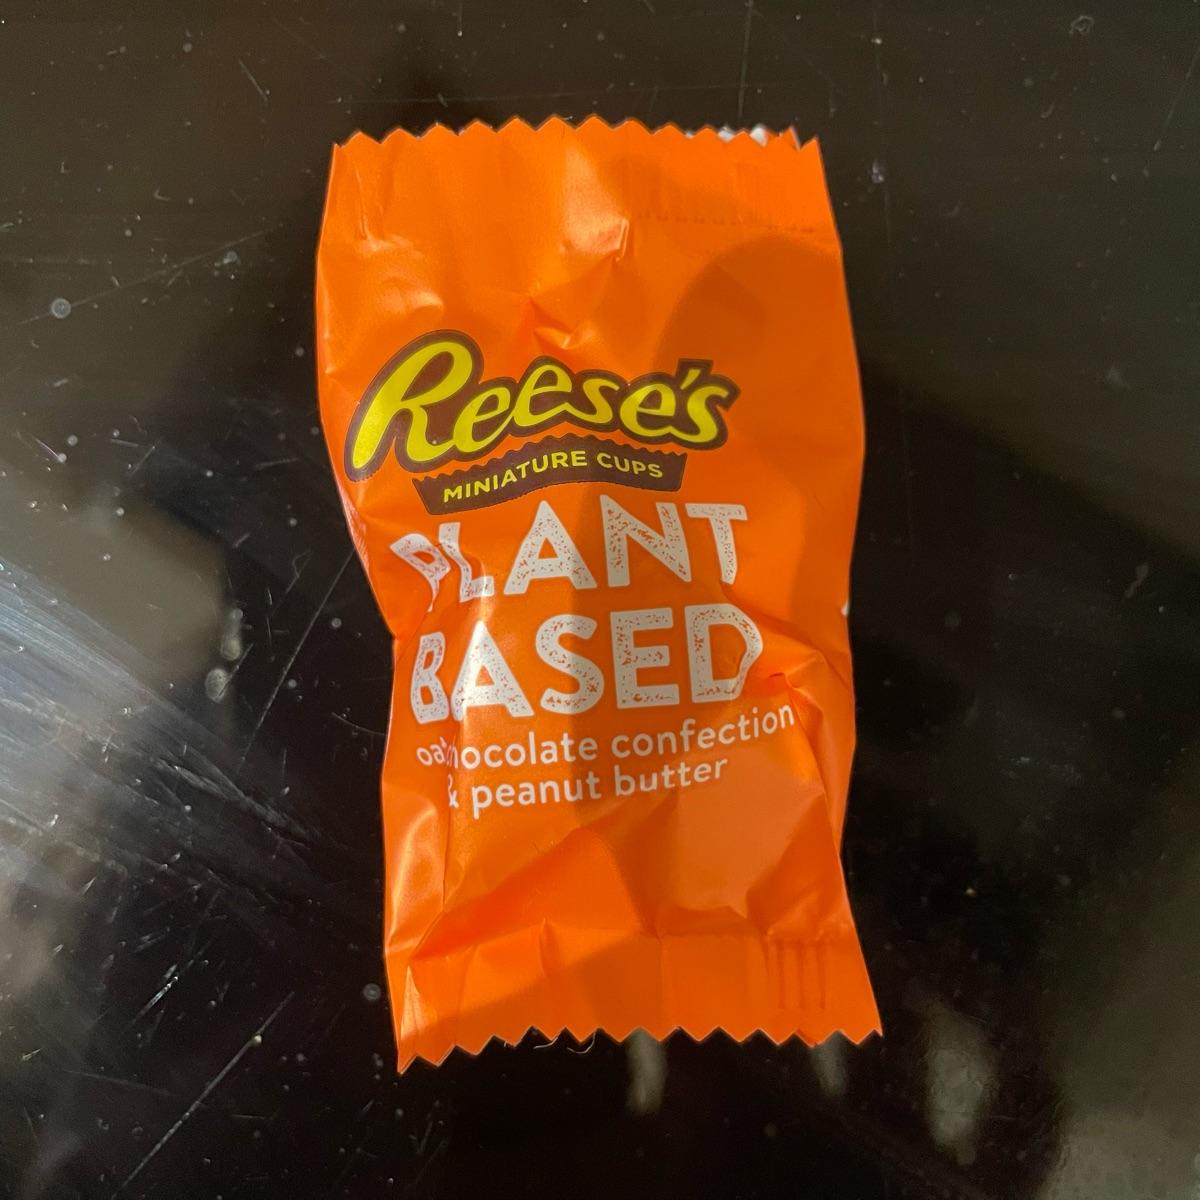 Reese's
MINIATURE CUPS
PLANT
BASED
chocolate confection
& peanut butter